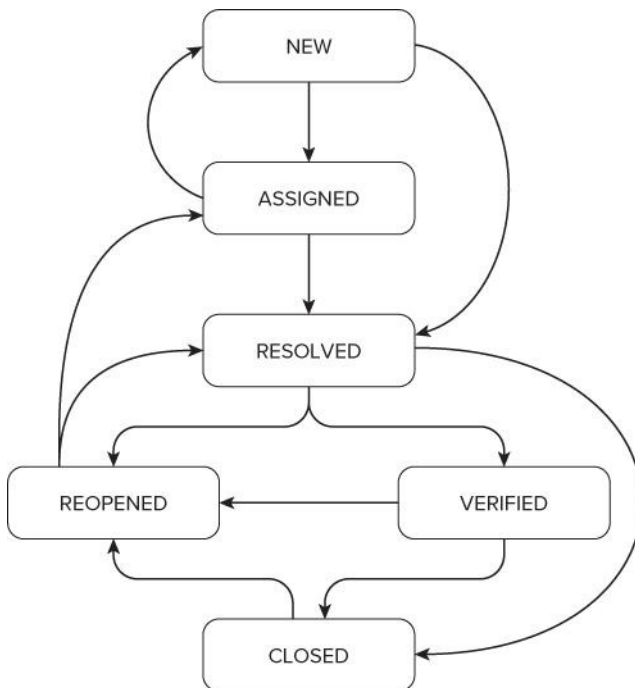 NEW
ASSIGNED
RESOLVED
REOPENED
VERIFIED
CLOSED